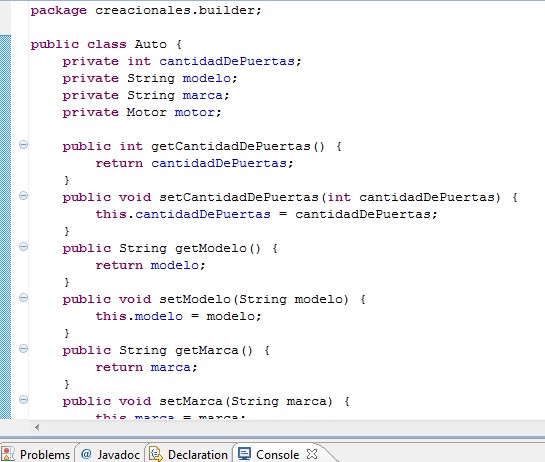 package creacionales.builder;
public class Auto {
private int cantidadDePuertas;
private String modelo;
private String marca;
private Motor motor;
public int getCantidadDePuertas() {
return cantidadDePuertas;
}
public void setCantidadDePuertas(int cantidadDePuertas) {
this.cantidadDePuertas = cantidadDePuertas;
}
public String getModelo() {
return modelo;
}
public void setModelo(String modelo) {
this.modelo = modelo;
}
public String getMarca() {
return marca;
}
public void setMarca(String marca) {
this.marca = marca;
Problems @ Javadoc Declaration Console